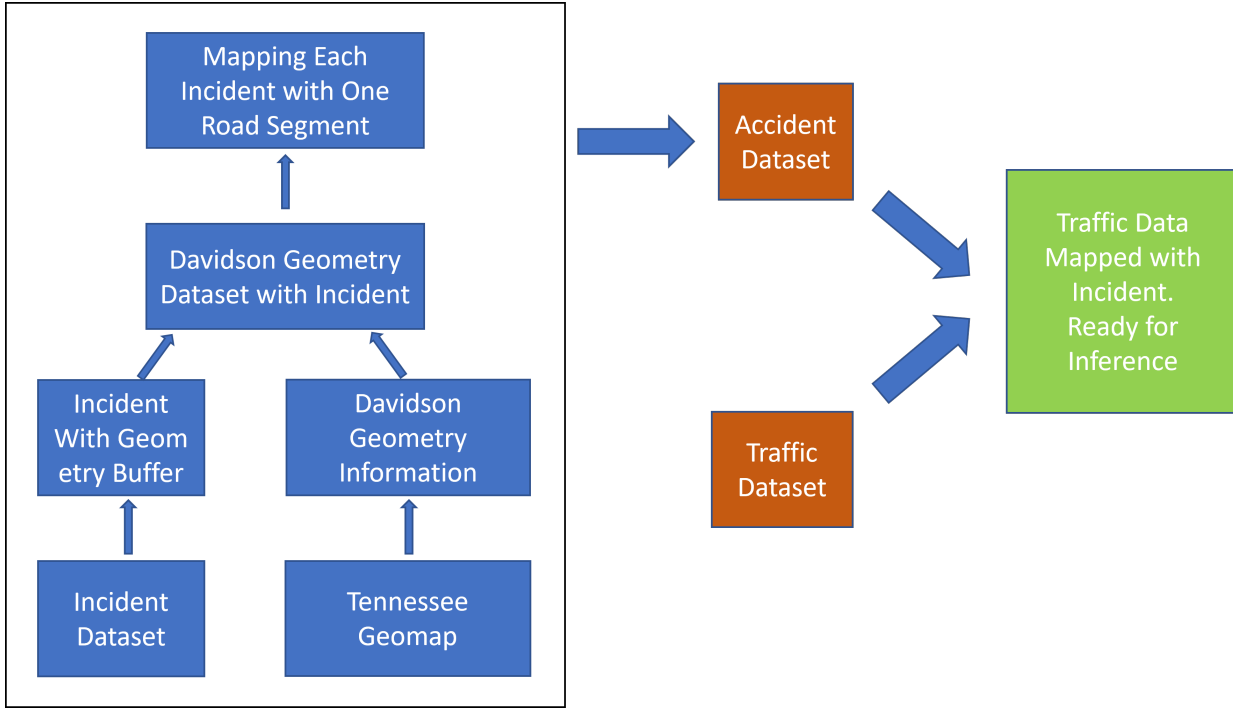 Mapping Each
Incident with One
Road Segment
Davidson Geometry
Dataset with Incident
Incident
With Geom
etry Buffer
Davidson
Geometry
Information
Incident
Dataset
Tennessee
Geomap
Accident
Dataset
Traffic
Dataset
Traffic Data
Mapped with
Incident.
Ready for
Inference